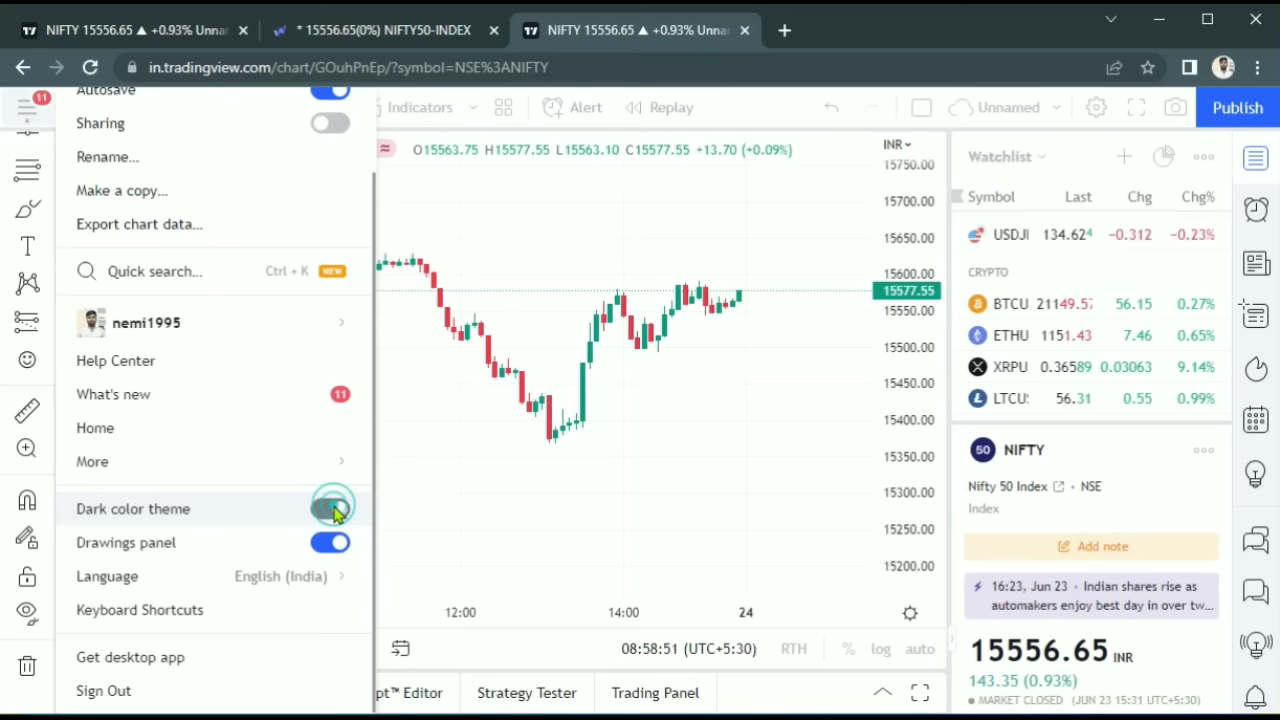 NIFTY 15556.65 ▲ +0.93% Unna
* 15556.65(0%) NIFTY50-INDEX
NIFTY 15556.65 ▲ +0.93% Unna
in.tradingview.com/chart/GOuhPnEp/?symbol=NSE%3ANIFTY
11
Autosave
Sharing
Rename...
Make a copy...
Export chart data...
Quick search... Ctrl + K NEW
nemi1995
Help Center
What's new 11
Home
More
Dark color theme
Drawings panel
Language English (India)
Keyboard Shortcuts
Get desktop app
Sign Out
Indicators
Alert
Replay
Unnamed
Publish
O15563.75 H15577.55 L15563.10 C15577.55 +13.70 (+0.09%)
INR
15750.00
15700.00
15650.00
15600.00
15577.55
15550.00
15500.00
15450.00
15400.00
15350.00
15300.00
15250.00
15200.00
12:00 14:00 24
08:58:51 (UTC+5:30) RTH % log auto
pt™ Editor
Strategy Tester
Trading Panel
Watchlist
Symbol Last Chg Chg%
USDJI 134.624 −0.312 −0.23%
CRYPTO
BTCU 21149.57 56.15 0.27%
ETHU 1151.43 7.46 0.65%
XRPU 0.36589 0.03063 9.14%
LTCU: 56.31 0.55 0.99%
50 NIFTY
Nifty 50 Index • NSE
Index
Add note
16:23, Jun 23 • Indian shares rise as
automakers enjoy best day in over tw...
15556.65 INR
143.35 (0.93%)
● MARKET CLOSED (JUN 23 15:31 UTC+5:30)